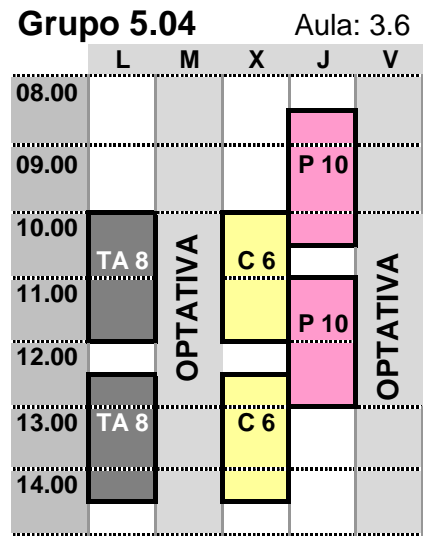 Grupo 5.04 Aula: 3.6
L M X J V
08.00
09.00 P 10
10.00
TA 8 OPTATIVA C 6 OPTATIVA
11.00
P 10
12.00
13.00 TA 8 C 6
14.00